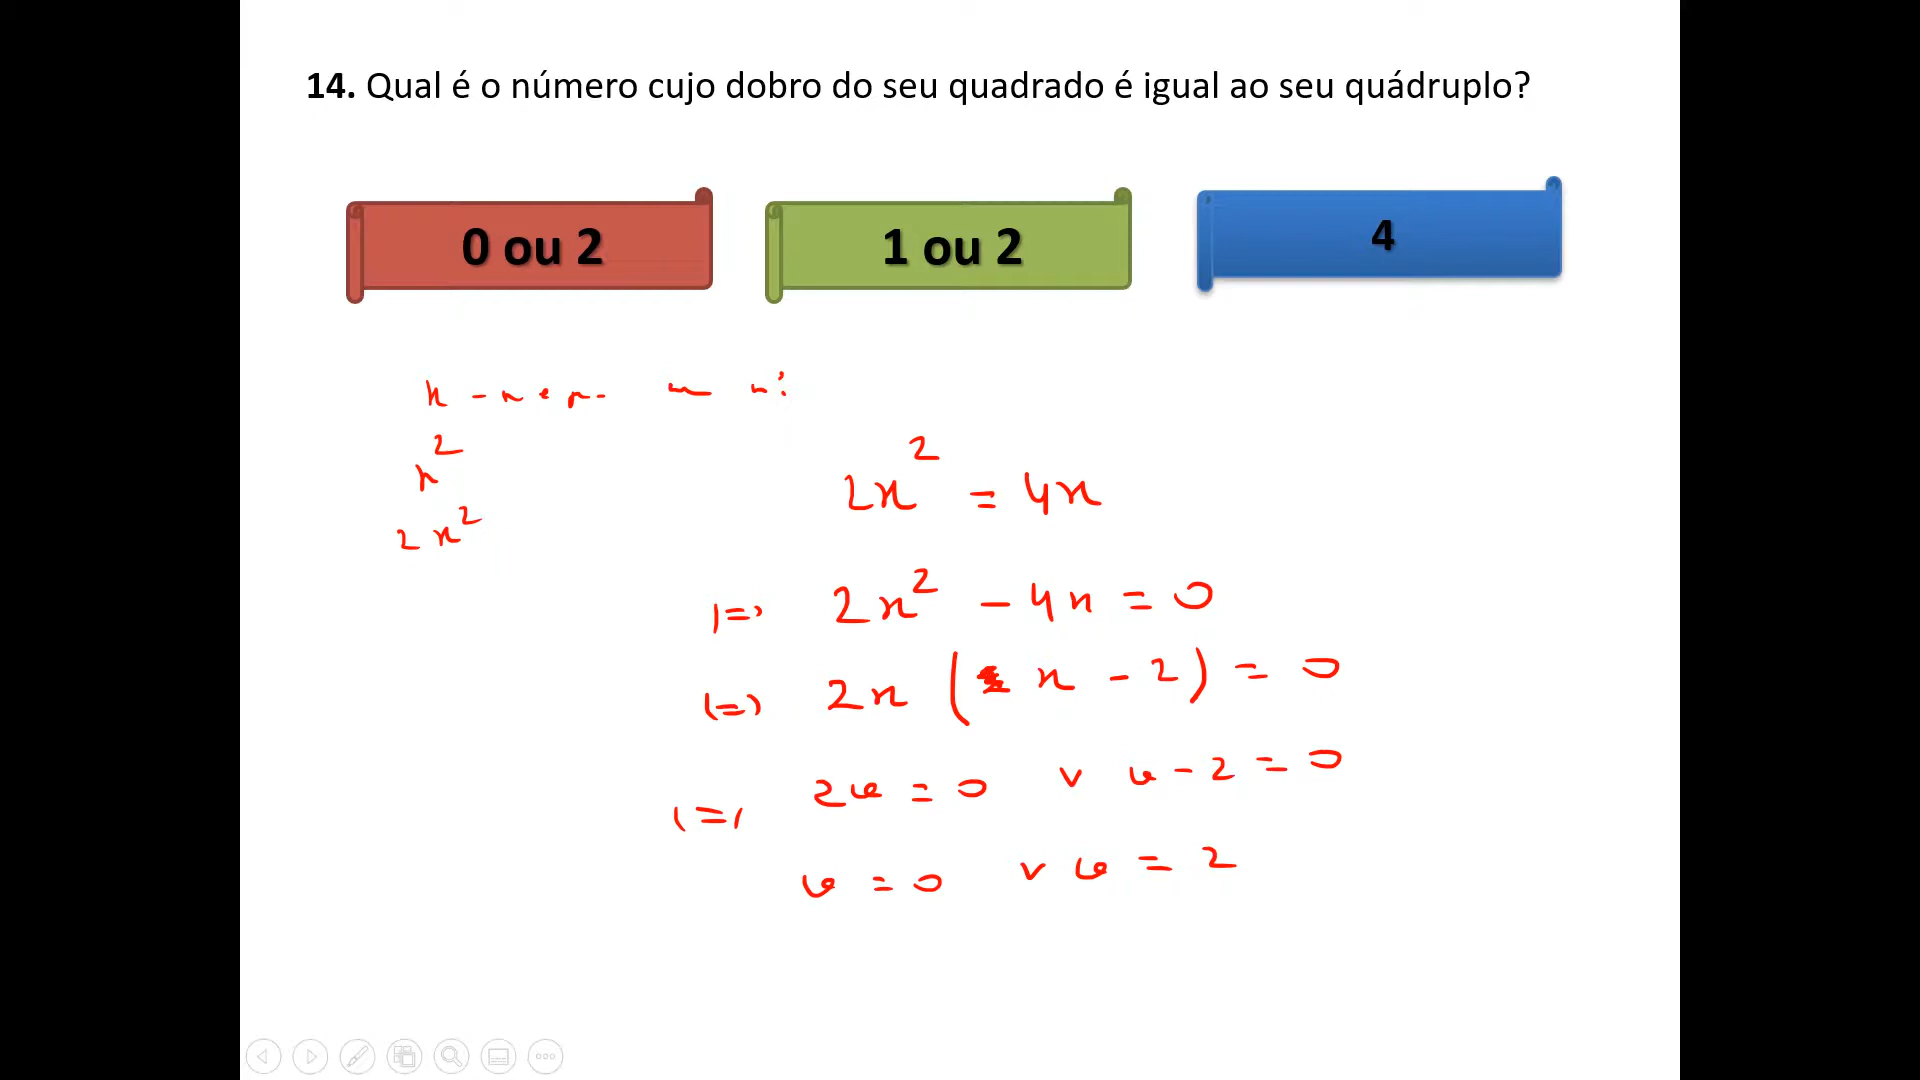 14. Qual é o número cujo dobro do seu quadrado é igual ao seu quádruplo?
0 ou 2
1 ou 2
4
x
x²
2x²
2x² = 4x
(=) 2x² - 4x = 0
(=) 2x ( x - 2) = 0
(=) 2x = 0 v x - 2 = 0
x = 0 v x = 2